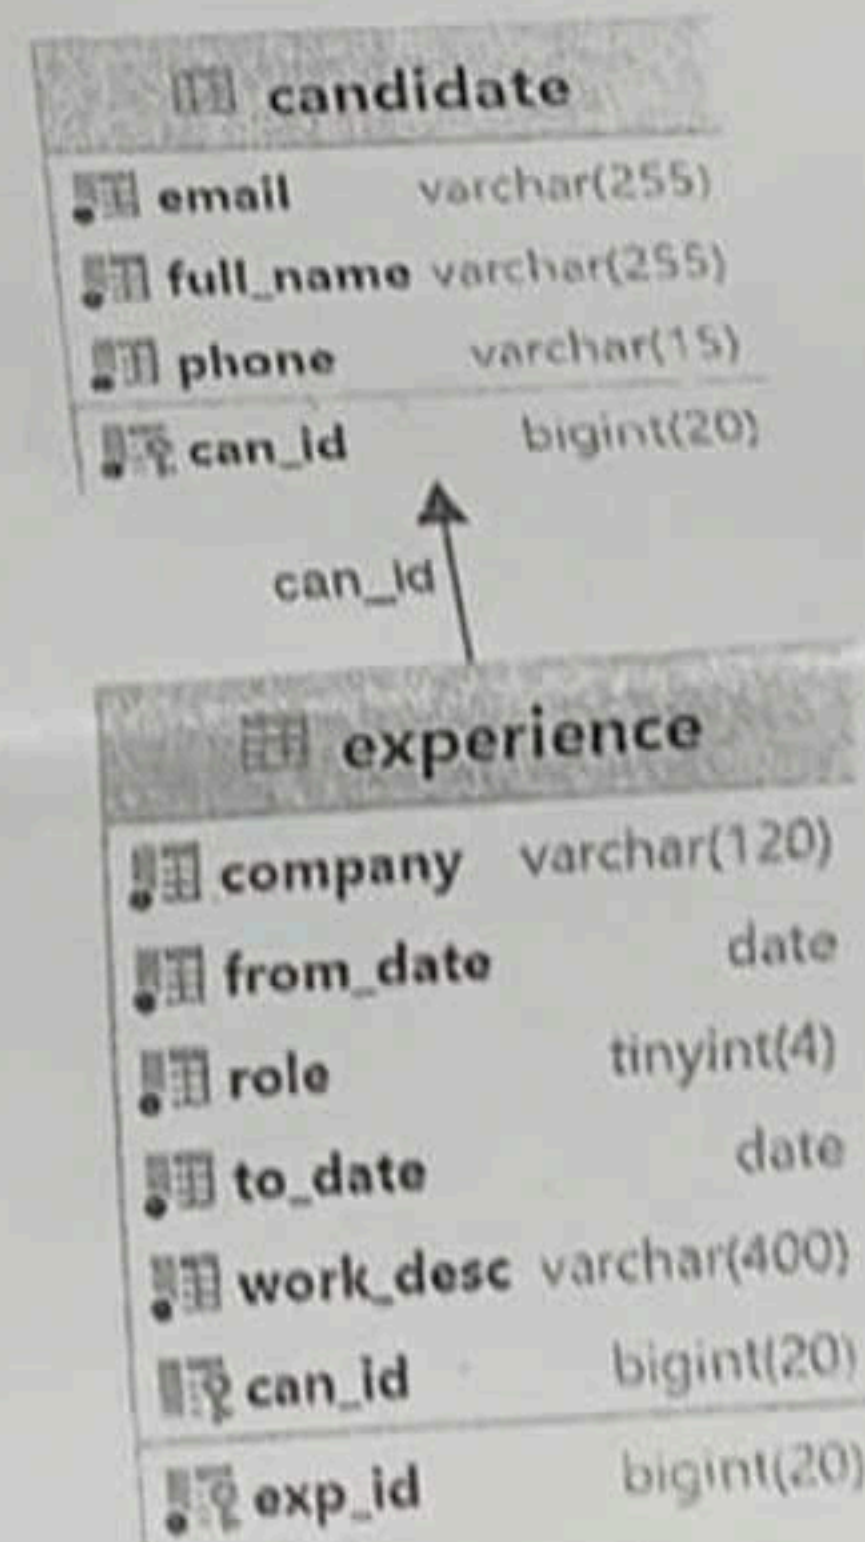 candidate
email varchar(255)
full_name varchar(255)
phone varchar(15)
can_id bigint(20)
can_id
experience
company varchar(120)
from_date date
role tinyint(4)
to_date date
work_desc varchar(400)
can_id bigint(20)
exp_id bigint(20)